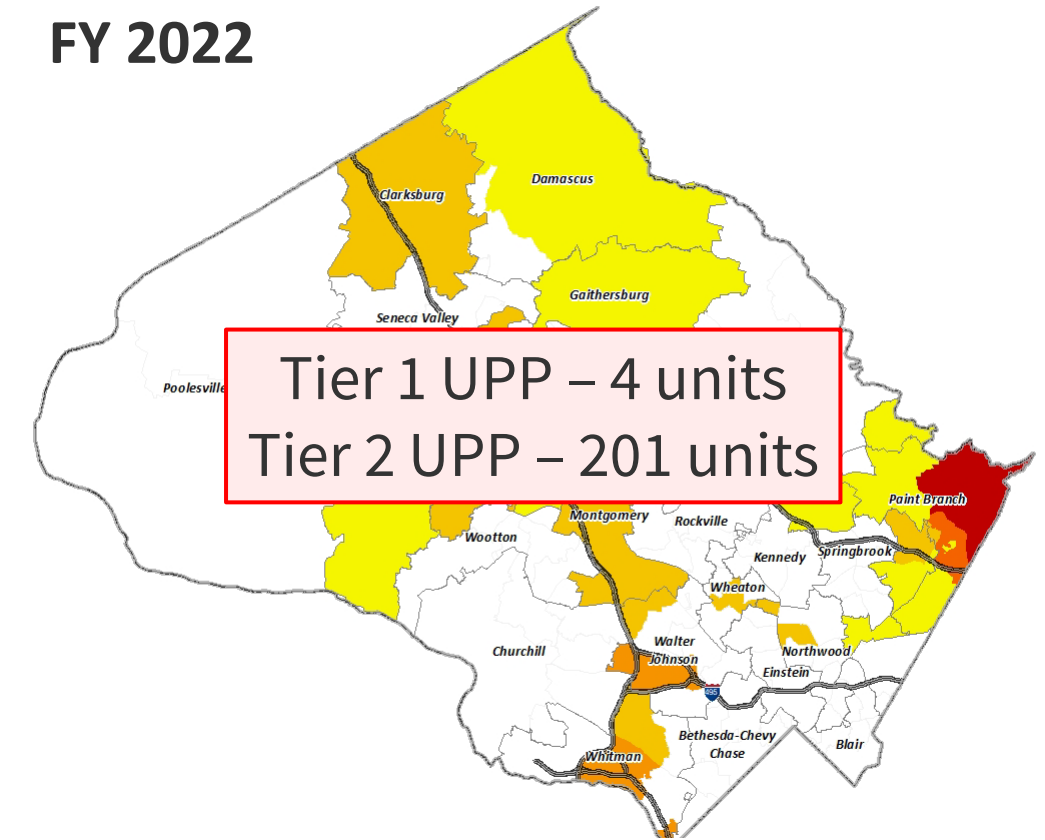 FY 2022
Damascus
Clarksburg
Gaithersburg
Seneca Valley
Poolesville
Tier 1 UPP – 4 units
Tier 2 UPP – 201 units
Paint Branch
Montgomery
Rockville
Wootton
Springbrook
Kennedy
Wheaton
Walter
Johnson
Churchill
Northwood
Einstein
495
Bethesda-Chevy
Chase
Blair
Whitman